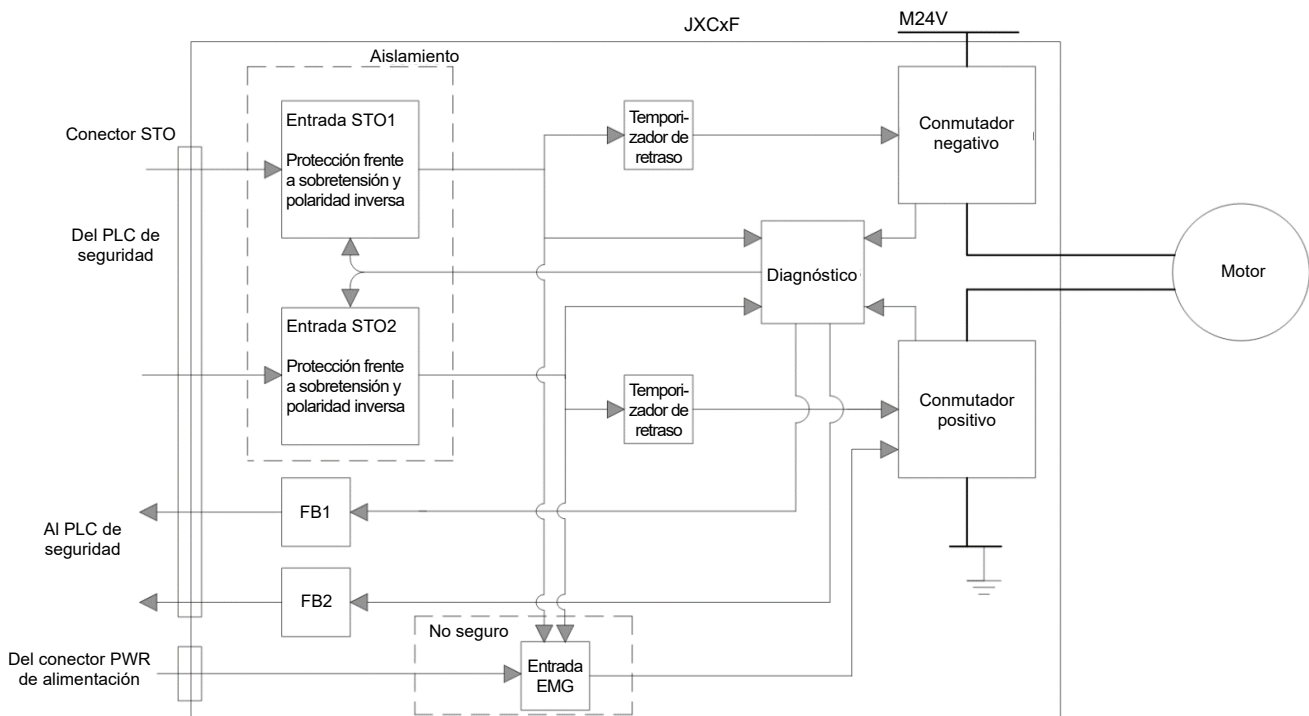 JXCxF
M24V
Aislamiento
Conector STO
Entrada STO1
Protección frente
a sobretensión y
polaridad inversa
Tempori-
zador de
retraso
Conmutador
negativo
Del PLC de
seguridad
Diagnóstico
Motor
Entrada STO2
Protección frente
a sobretensión y
polaridad inversa
Tempori-
zador de
retraso
Conmutador
positivo
Al PLC de
seguridad
FB1
FB2
No seguro
Del conector PWR
de alimentación
Entrada
EMG